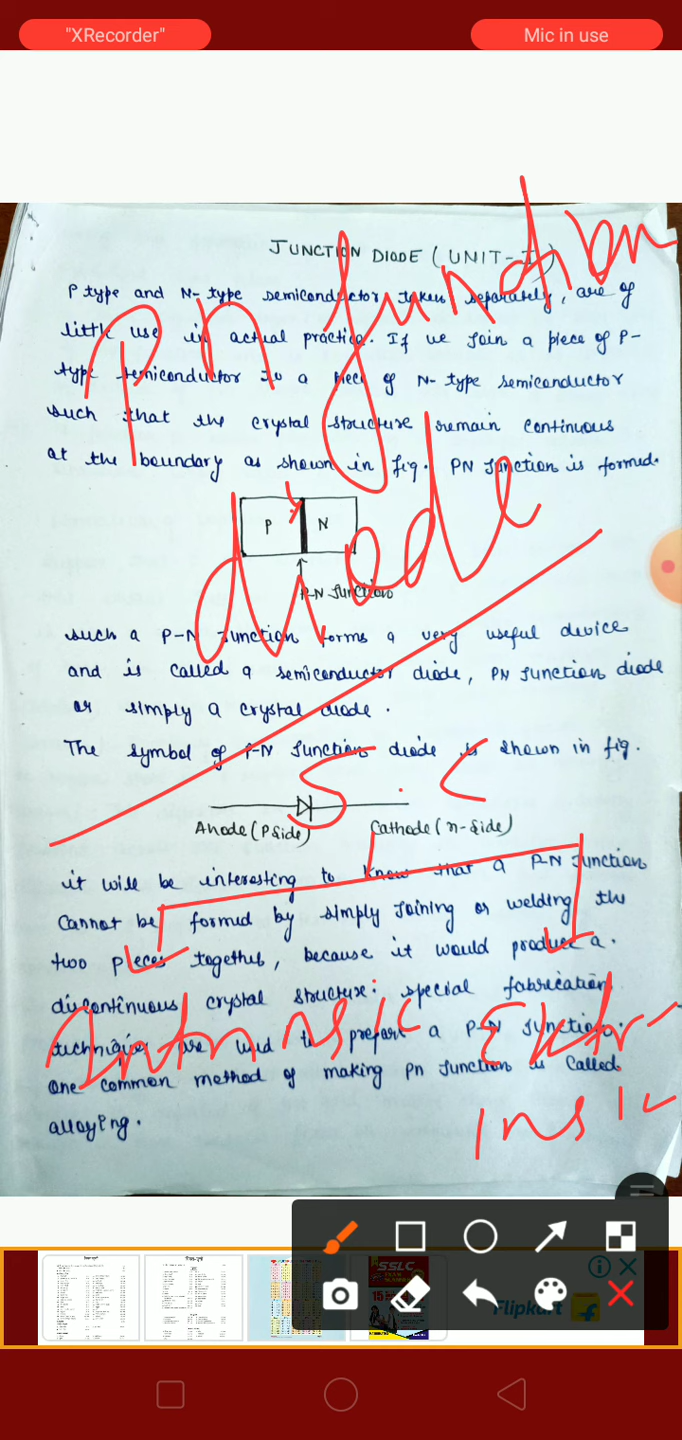 "XRecorder"
Mic in use
JUNCTION DIODE (UNIT-I)
P type and N-type semiconductor taken separately, are of
little use in actual practice. If we join a piece of P-
type semiconductor to a piece of N-type semiconductor
such that the crystal structure remain continuous
at the boundary as shown in fig. PN junction is formed.
P N
P-N junction
such a P-N junction forms a very useful device
and is called a semiconductor diode, PN junction diode
or simply a crystal diode.
The symbol of P-N junction diode is shown in fig.
Anode (P side) Cathode (n-side)
it will be interesting to know that a P-N junction
cannot be formed by simply joining or welding the
two pieces together, because it would produce a.
discontinuous crystal structure. special fabrication
techniques are used to prepare a P-N junction.
One common method of making Pn junction is called
alloying.
Pn junction
diode
S.C
Intrinsic Ektr-
insic
SSLC
15
Flipkart